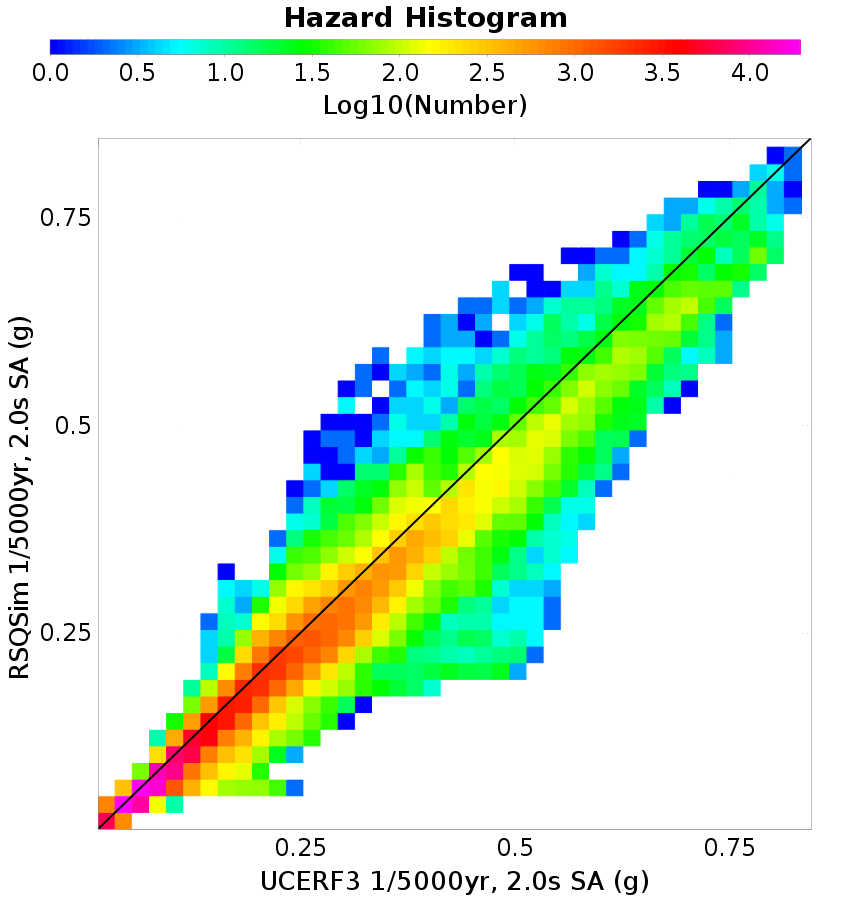 Hazard Histogram
0.0 0.5 1.0 1.5 2.0 2.5 3.0 3.5 4.0
Log10(Number)
0.75
0.5
0.25
RSQSim 1/5000yr, 2.0s SA (g)
0.25 0.5 0.75
UCERF3 1/5000yr, 2.0s SA (g)